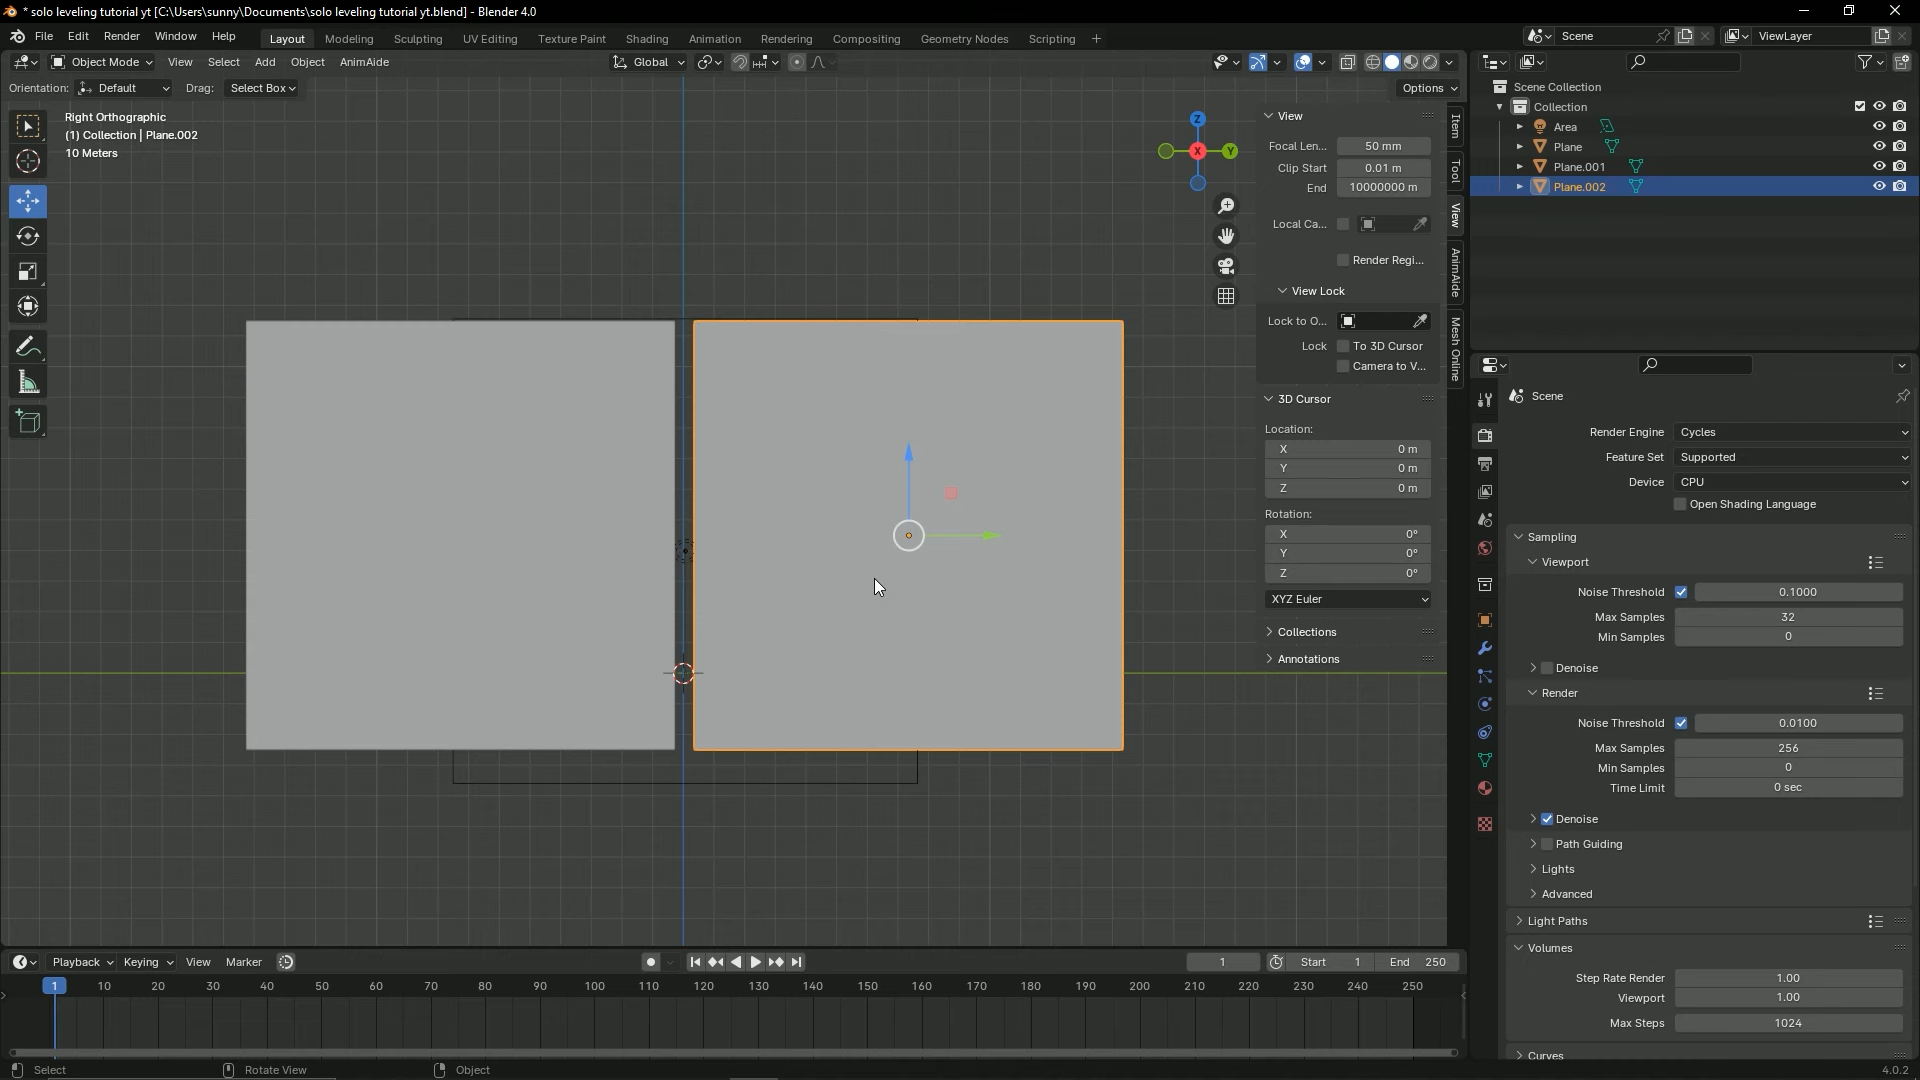 * solo leveling tutorial yt [C:\Users\sunny\Documents\solo leveling tutorial yt.blend] - Blender 4.0
File Edit Render Window Help Layout Modeling Sculpting UV Editing Texture Paint Shading Animation Rendering Compositing Geometry Nodes Scripting + Scene ViewLayer
Object Mode View Select Add Object AnimAide Global
Orientation: Default Drag: Select Box Options
Right Orthographic
(1) Collection | Plane.002
10 Meters
Z
X
Y
View
Focal Len... 50 mm
Clip Start 0.01 m
End 10000000 m
Local Ca...
Render Regi...
View Lock
Lock to O...
Lock To 3D Cursor
Camera to V...
3D Cursor
Location:
X 0 m
Y 0 m
Z 0 m
Rotation:
X 0°
Y 0°
Z 0°
XYZ Euler
Collections
Annotations
Item
Tool
View
AnimAide
Mesh Online
Scene Collection
Collection
Area
Plane
Plane.001
Plane.002
Scene
Render Engine Cycles
Feature Set Supported
Device CPU
Open Shading Language
Sampling
Viewport
Noise Threshold 0.1000
Max Samples 32
Min Samples 0
Denoise
Render
Noise Threshold 0.0100
Max Samples 256
Min Samples 0
Time Limit 0 sec
Denoise
Path Guiding
Lights
Advanced
Light Paths
Volumes
Step Rate Render 1.00
Viewport 1.00
Max Steps 1024
Curves
Playback Keying View Marker 1 Start 1 End 250
1 10 20 30 40 50 60 70 80 90 100 110 120 130 140 150 160 170 180 190 200 210 220 230 240 250
Select Rotate View Object 4.0.2